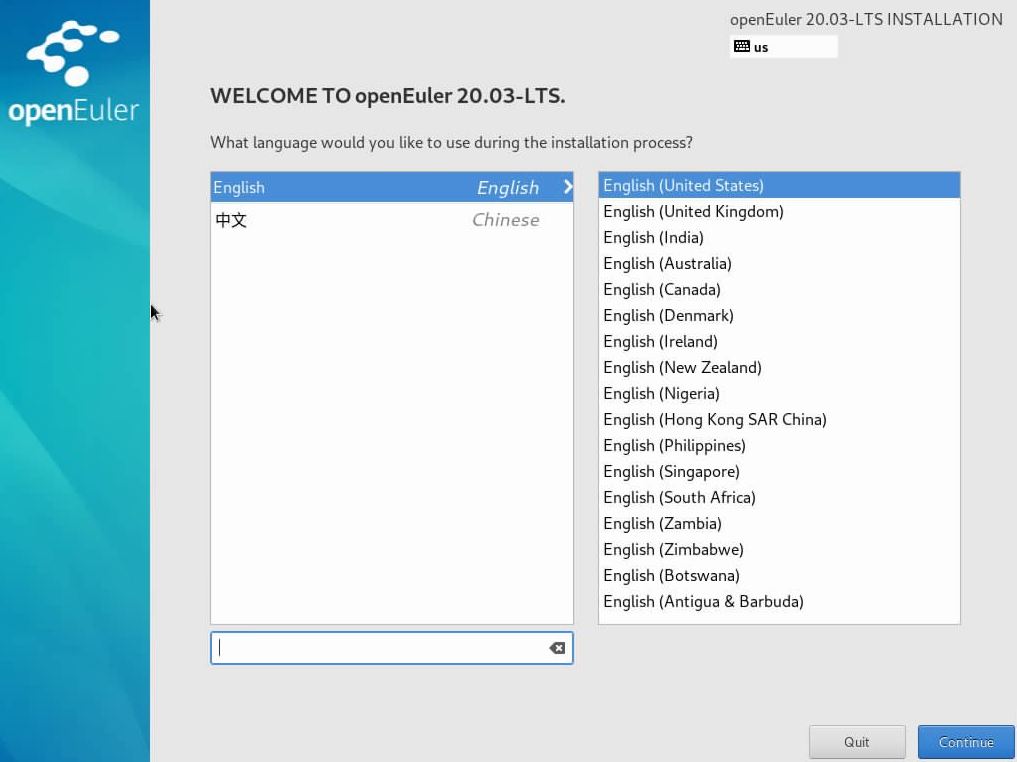 openEuler
openEuler 20.03-LTS INSTALLATION
us
WELCOME TO openEuler 20.03-LTS.
What language would you like to use during the installation process?
English English
中文 Chinese
English (United States)
English (United Kingdom)
English (India)
English (Australia)
English (Canada)
English (Denmark)
English (Ireland)
English (New Zealand)
English (Nigeria)
English (Hong Kong SAR China)
English (Philippines)
English (Singapore)
English (South Africa)
English (Zambia)
English (Zimbabwe)
English (Botswana)
English (Antigua & Barbuda)
Quit Continue